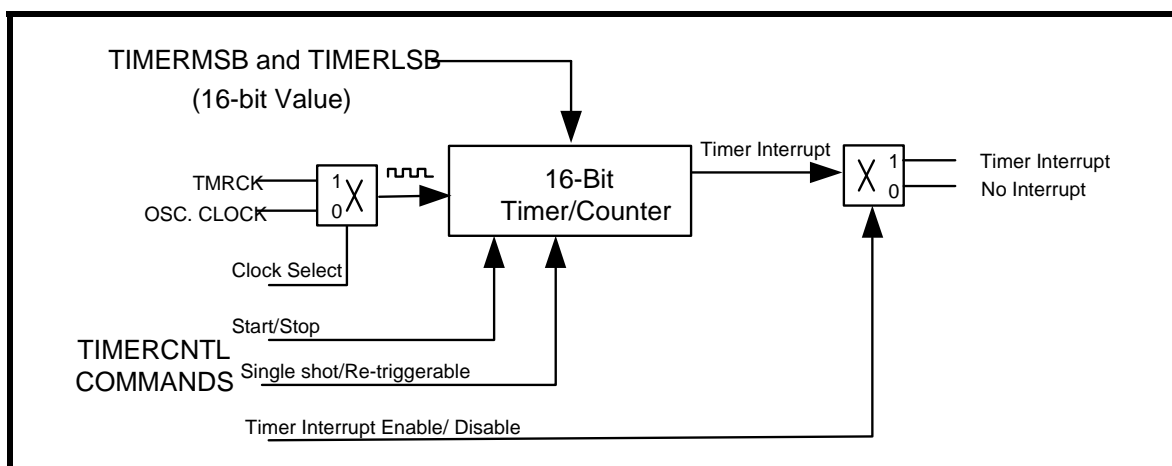 TIMERMSB and TIMERLSB
(16-bit Value)
TMRCK
OSC. CLOCK
1
0
X
Clock Select
16-Bit
Timer/Counter
Timer Interrupt
X
1
0
Timer Interrupt
No Interrupt
Start/Stop
TIMERCNTL
COMMANDS
Single shot/Re-triggerable
Timer Interrupt Enable/ Disable